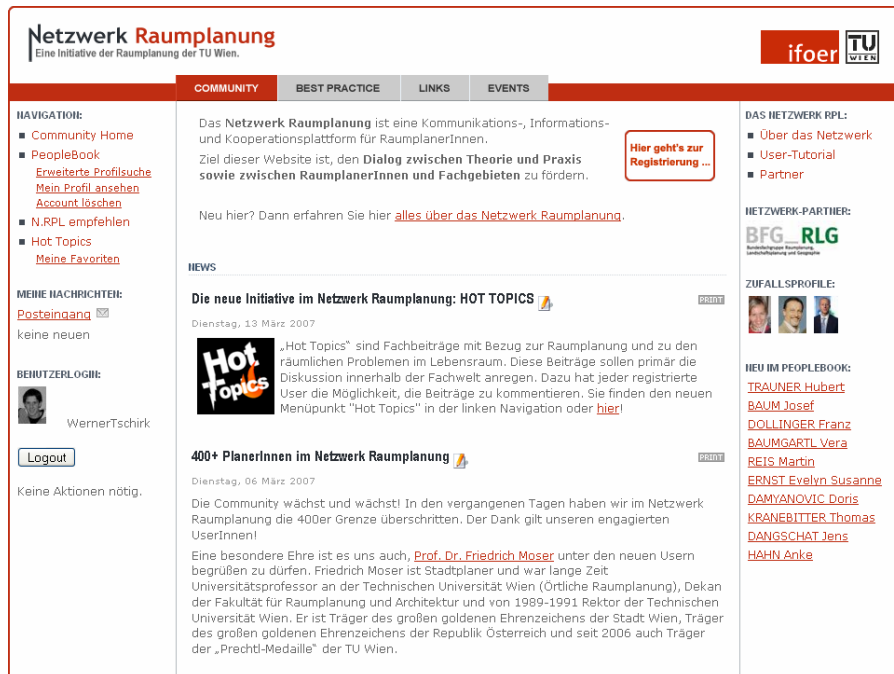 Netzwerk Raumplanung
Eine Initiative der Raumplanung der TU Wien.
ifoer
TU
WIEN
COMMUNITY
BEST PRACTICE
LINKS
EVENTS
NAVIGATION:
Community Home
PeopleBook
Erweiterte Profilsuche
Mein Profil ansehen
Account löschen
N.RPL empfehlen
Hot Topics
Meine Favoriten
MEINE NACHRICHTEN:
Posteingang
keine neuen
BENUTZERLOGIN:
WernerTschirk
Logout
Keine Aktionen nötig.
Das Netzwerk Raumplanung ist eine Kommunikations-, Informations-
und Kooperationsplattform für RaumplanerInnen.
Ziel dieser Website ist, den Dialog zwischen Theorie und Praxis
sowie zwischen RaumplanerInnen und Fachgebieten zu fördern.
Hier geht's zur
Registrierung ...
Neu hier? Dann erfahren Sie hier alles über das Netzwerk Raumplanung.
NEWS
Die neue Initiative im Netzwerk Raumplanung: HOT TOPICS
PRINT
Dienstag, 13 März 2007
Hot
Topics
„Hot Topics" sind Fachbeiträge mit Bezug zur Raumplanung und zu den
räumlichen Problemen im Lebensraum. Diese Beiträge sollen primär die
Diskussion innerhalb der Fachwelt anregen. Dazu hat jeder registrierte
User die Möglichkeit, die Beiträge zu kommentieren. Sie finden den neuen
Menüpunkt "Hot Topics" in der linken Navigation oder hier!
400+ PlanerInnen im Netzwerk Raumplanung
PRINT
Dienstag, 06 März 2007
Die Community wächst und wächst! In den vergangenen Tagen haben wir im Netzwerk
Raumplanung die 400er Grenze überschritten. Der Dank gilt unseren engagierten
UserInnen!
Eine besondere Ehre ist es uns auch, Prof. Dr. Friedrich Moser unter den neuen Usern
begrüßen zu dürfen. Friedrich Moser ist Stadtplaner und war lange Zeit
Universitätsprofessor an der Technischen Universität Wien (Örtliche Raumplanung), Dekan
der Fakultät für Raumplanung und Architektur und von 1989-1991 Rektor der Technischen
Universität Wien. Er ist Träger des großen goldenen Ehrenzeichens der Stadt Wien, Träger
des großen goldenen Ehrenzeichens der Republik Österreich und seit 2006 auch Träger
der „Prechtl-Medaille" der TU Wien.
DAS NETZWERK RPL:
Über das Netzwerk
User-Tutorial
Partner
NETZWERK-PARTNER:
BFG_RLG
Bundesfachgruppe Raumplanung,
Landschaftsplanung und Geographie
ZUFALLSPROFILE:
NEU IM PEOPLEBOOK:
TRAUNER Hubert
BAUM Josef
DOLLINGER Franz
BAUMGARTL Vera
REIS Martin
ERNST Evelyn Susanne
DAMYANOVIC Doris
KRANEBITTER Thomas
DANGSCHAT Jens
HAHN Anke